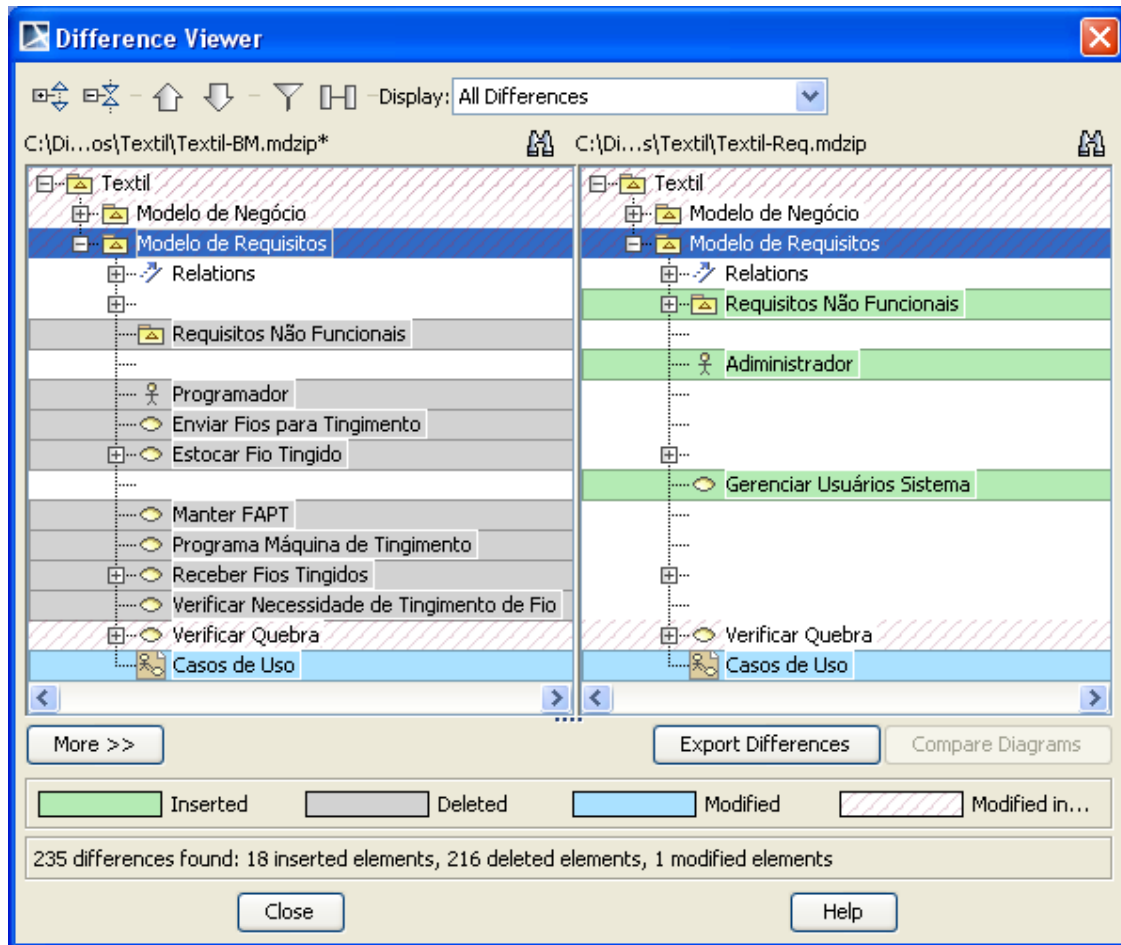 Difference Viewer
Display: All Differences
C:\Di...os\Textil\Textil-BM.mdzip*
C:\Di...s\Textil\Textil-Req.mdzip
Textil
Modelo de Negócio
Modelo de Requisitos
Relations
Requisitos Não Funcionais
Programador
Enviar Fios para Tingimento
Estocar Fio Tingido
Manter FAPT
Programa Máquina de Tingimento
Receber Fios Tingidos
Verificar Necessidade de Tingimento de Fio
Verificar Quebra
Casos de Uso
Textil
Modelo de Negócio
Modelo de Requisitos
Relations
Requisitos Não Funcionais
Adiministrador
Gerenciar Usuários Sistema
Verificar Quebra
Casos de Uso
More >>
Export Differences
Compare Diagrams
Inserted
Deleted
Modified
Modified in...
235 differences found: 18 inserted elements, 216 deleted elements, 1 modified elements
Close
Help